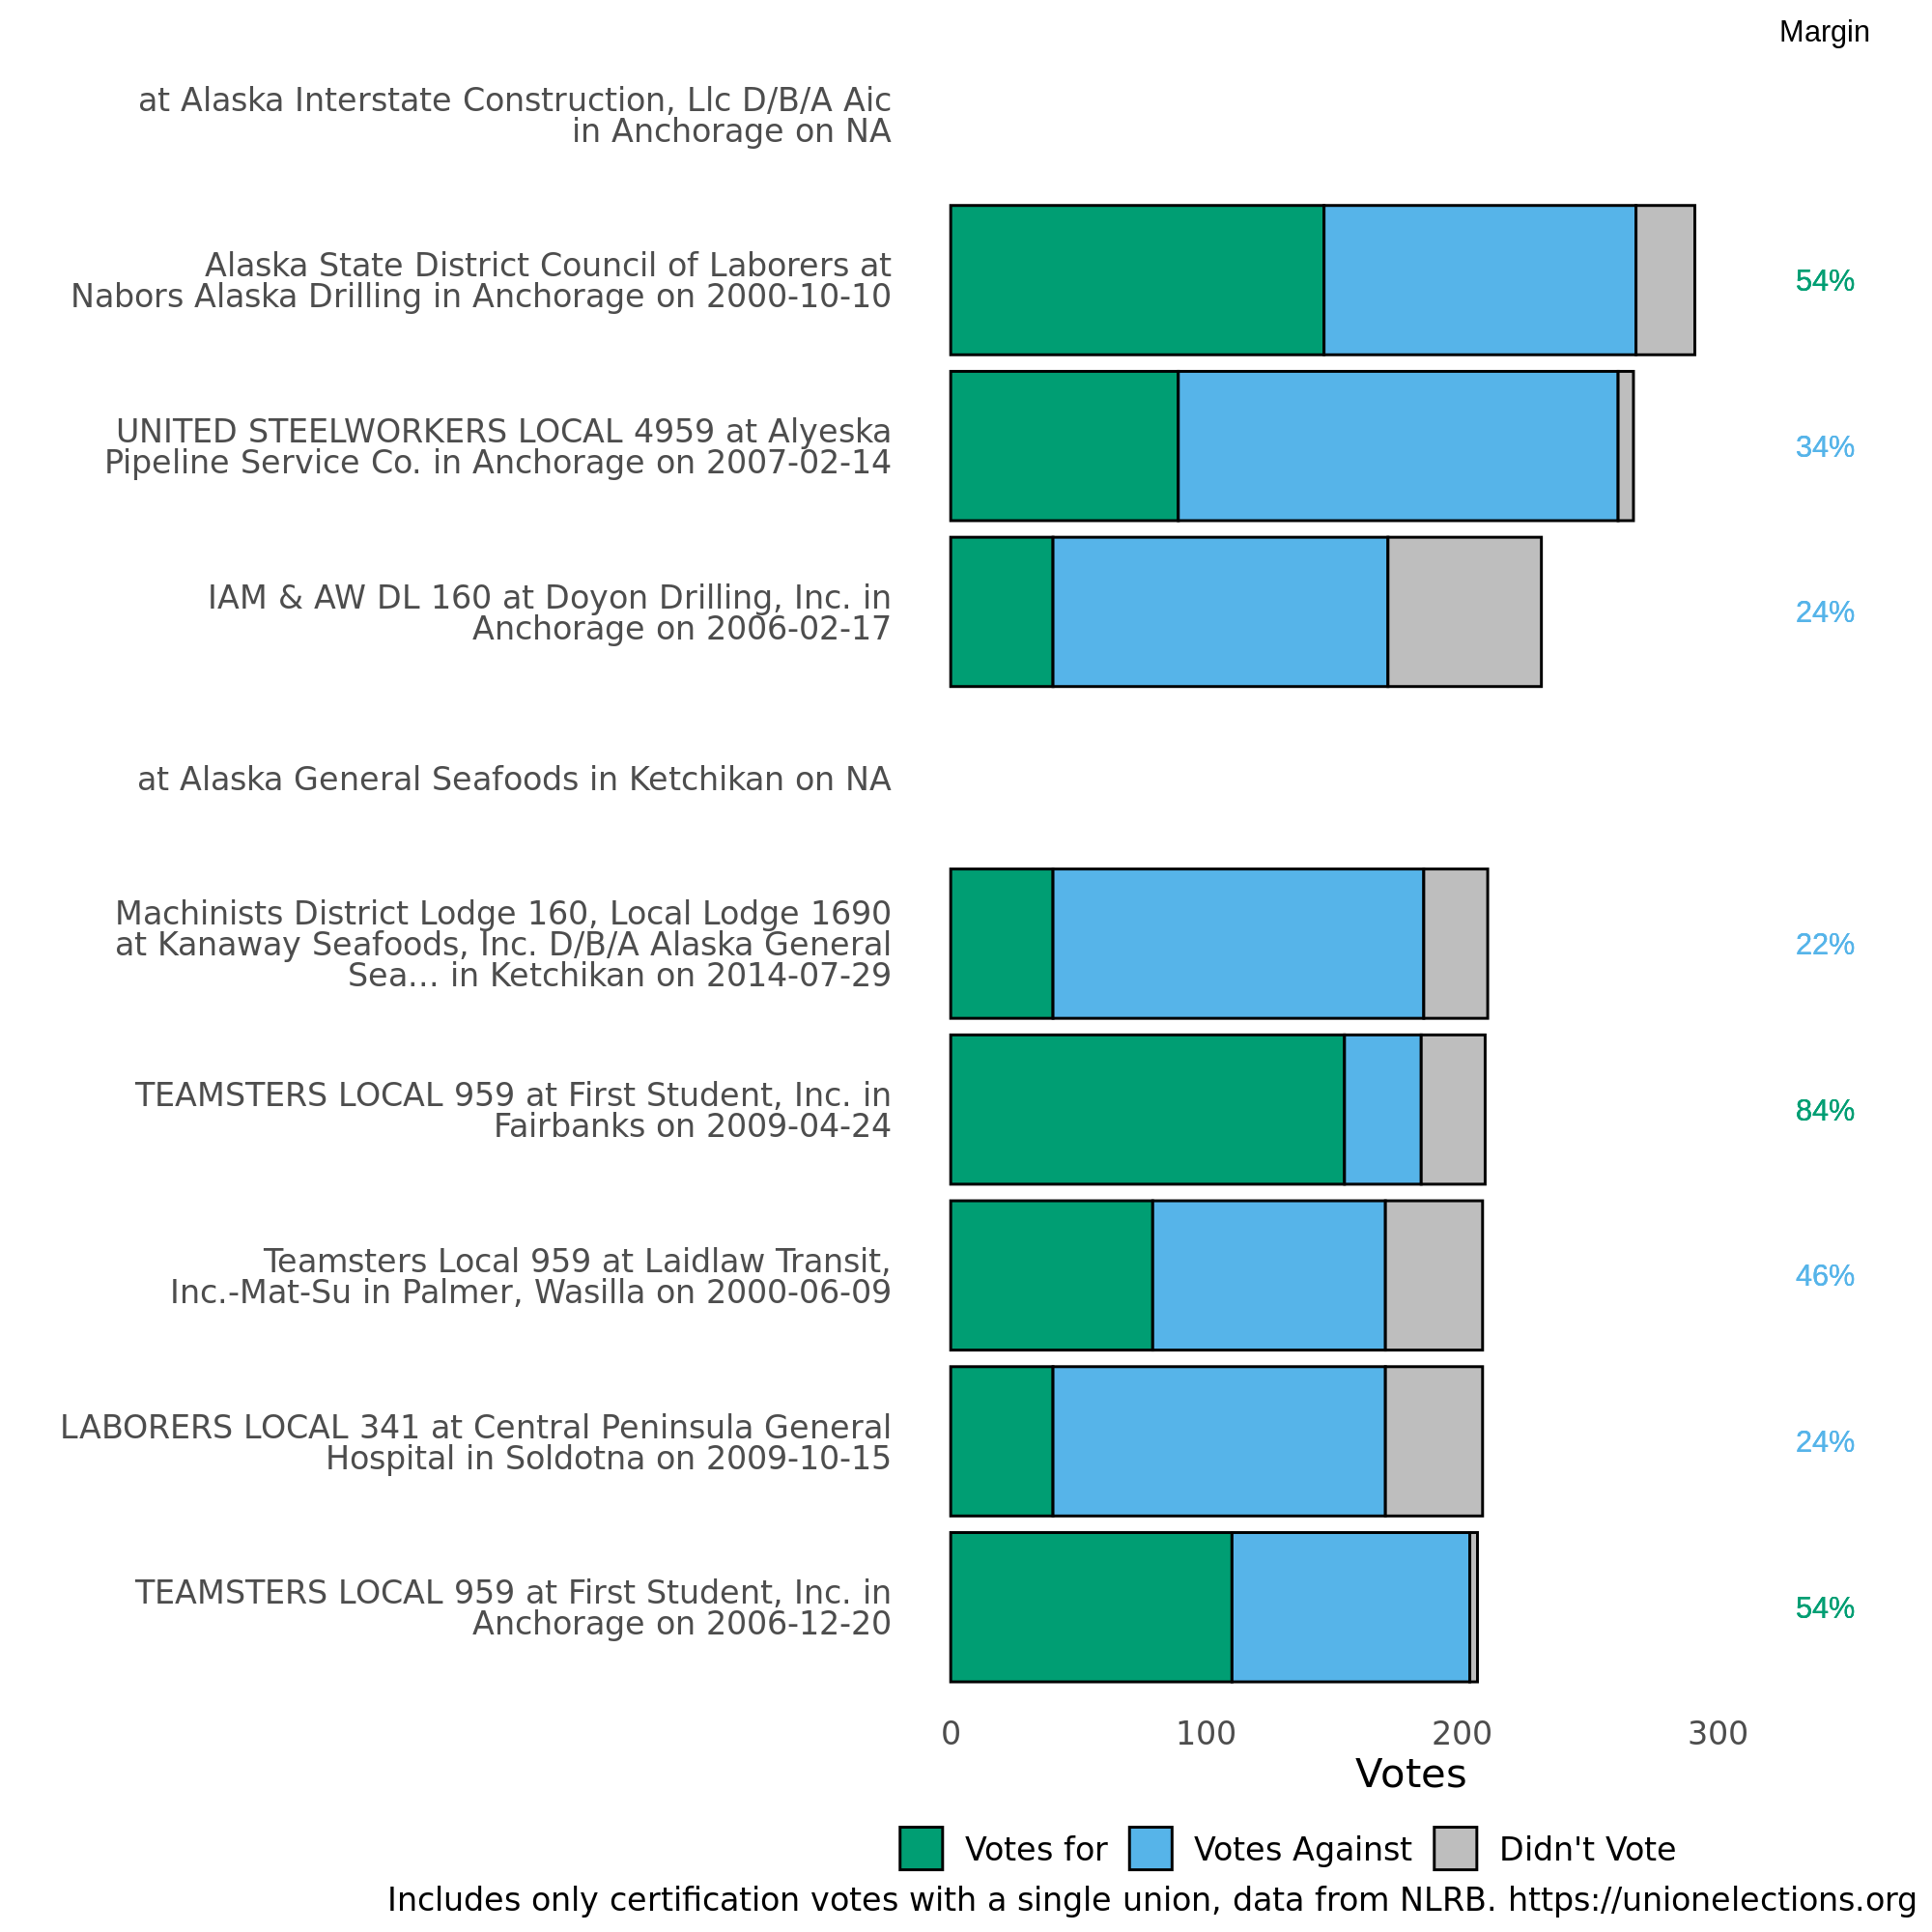 Margin
at Alaska Interstate Construction, Llc D/B/A Aic
in Anchorage on NA
Alaska State District Council of Laborers at
Nabors Alaska Drilling in Anchorage on 2000-10-10
54%
UNITED STEELWORKERS LOCAL 4959 at Alyeska
Pipeline Service Co. in Anchorage on 2007-02-14
34%
IAM & AW DL 160 at Doyon Drilling, Inc. in
Anchorage on 2006-02-17
24%
at Alaska General Seafoods in Ketchikan on NA
Machinists District Lodge 160, Local Lodge 1690
at Kanaway Seafoods, Inc. D/B/A Alaska General
Sea... in Ketchikan on 2014-07-29
22%
TEAMSTERS LOCAL 959 at First Student, Inc. in
Fairbanks on 2009-04-24
84%
Teamsters Local 959 at Laidlaw Transit,
Inc.-Mat-Su in Palmer, Wasilla on 2000-06-09
46%
LABORERS LOCAL 341 at Central Peninsula General
Hospital in Soldotna on 2009-10-15
24%
TEAMSTERS LOCAL 959 at First Student, Inc. in
Anchorage on 2006-12-20
54%
0 100 200 300
Votes
Votes for Votes Against Didn't Vote
Includes only certification votes with a single union, data from NLRB. https://unionelections.org